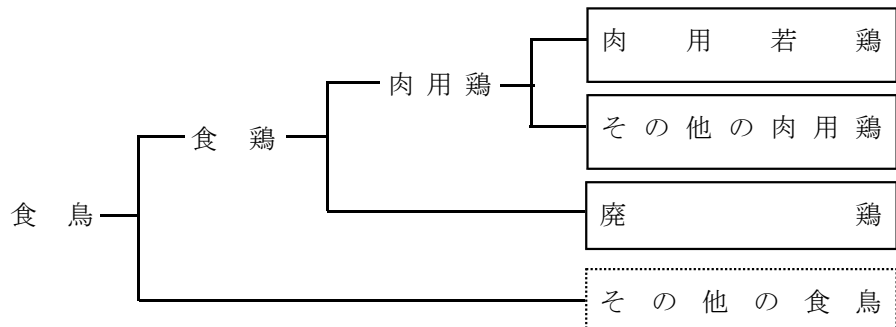 肉用若鶏
肉用鶏
その他の肉用鶏
食鶏
食鳥
廃鶏
その他の食鳥